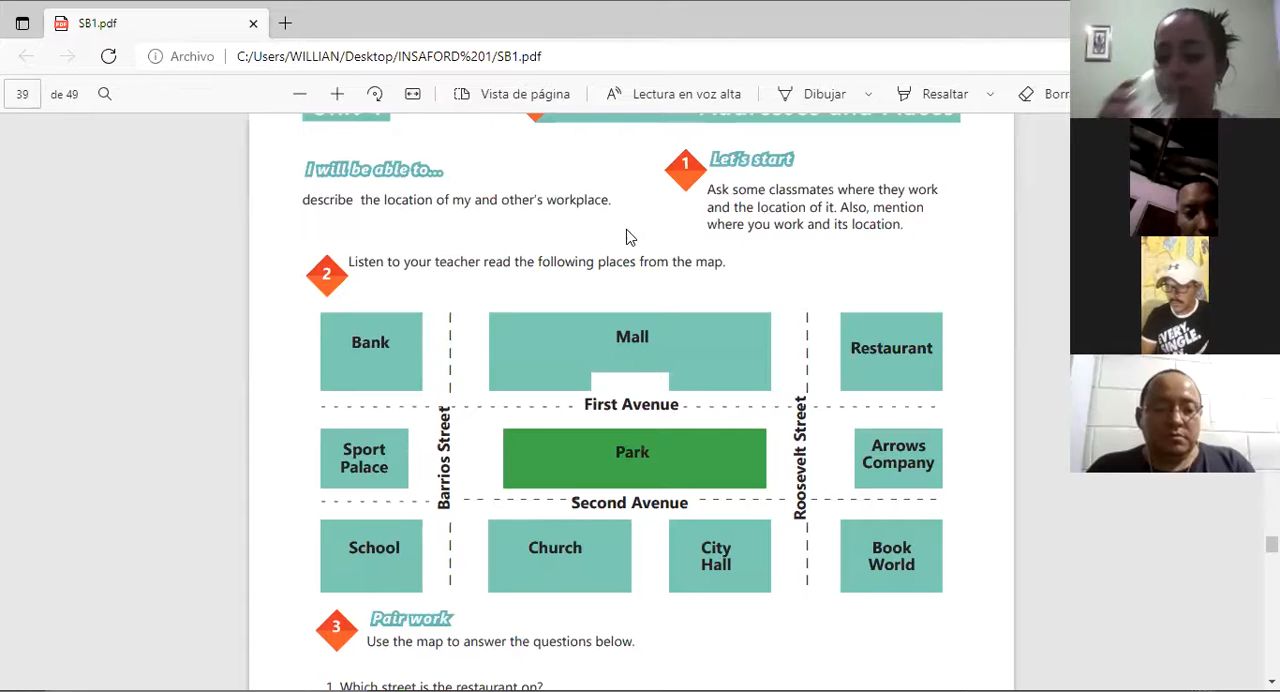 SB1.pdf
Archivo C:/Users/WILLIAN/Desktop/INSAFORD%201/SB1.pdf
39 de 49 Vista de página Lectura en voz alta Dibujar Resaltar Borr
Addresses and Places
I will be able to...
describe the location of my and other's workplace.
1 Let's start
Ask some classmates where they work
and the location of it. Also, mention
where you work and its location.
2 Listen to your teacher read the following places from the map.
Bank
Mall
Restaurant
First Avenue
Barrios Street
Roosevelt Street
Sport
Palace
Park
Arrows
Company
Second Avenue
School
Church
City
Hall
Book
World
3 Pair work
Use the map to answer the questions below.
1. Which street is the restaurant on?